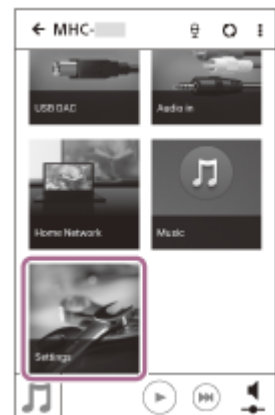 MHC-
USB DAC
Audio in
Home Network
Music
Settings